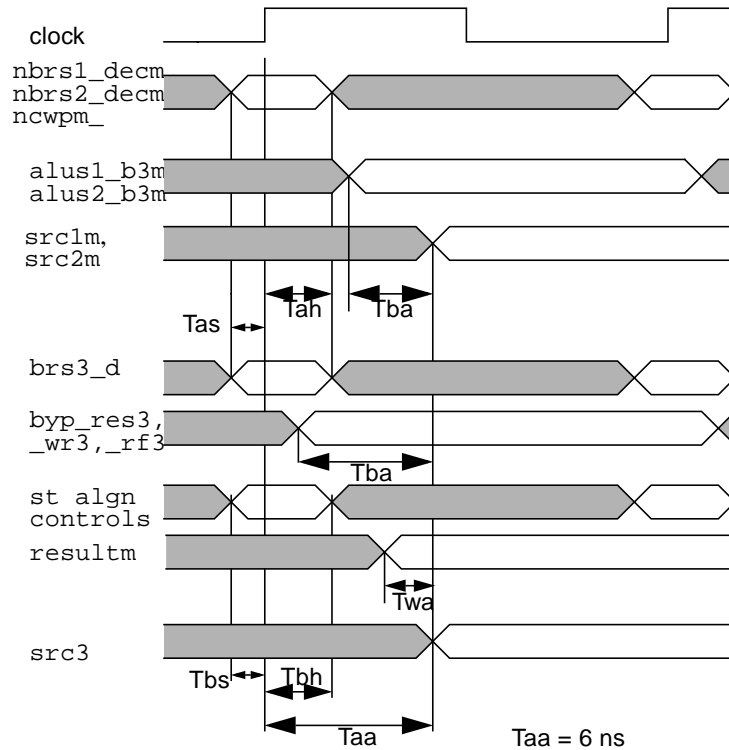 clock
nbrs1_decm
nbrs2_decm
ncwpm_
alus1_b3m
alus2_b3m
src1m,
src2m
Tah
Tba
Tas
brs3_d
byp_res3,
_wr3,_rf3
Tba
st algn
controls
resultm
Twa
src3
Tbs
Tbh
Taa
Taa = 6 ns